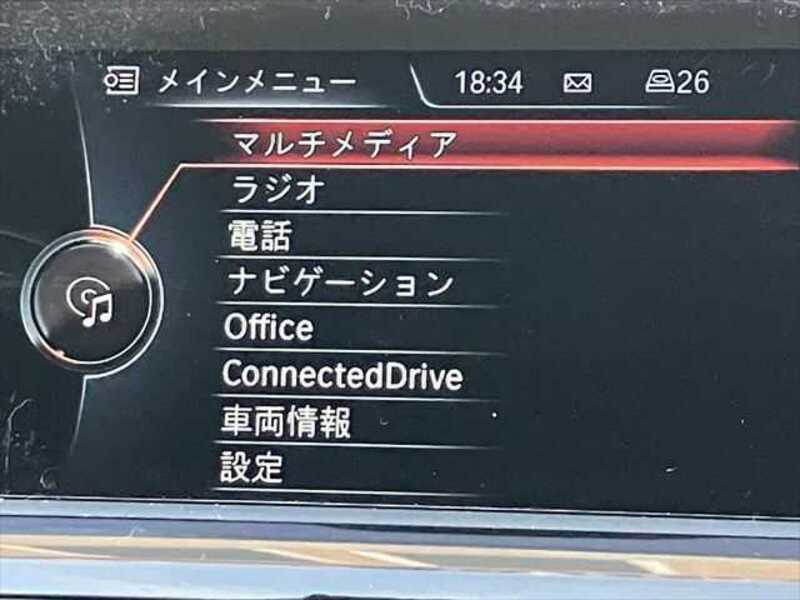 メインメニュー 18:34 26
マルチメディア
ラジオ
電話
ナビゲーション
Office
ConnectedDrive
車両情報
設定